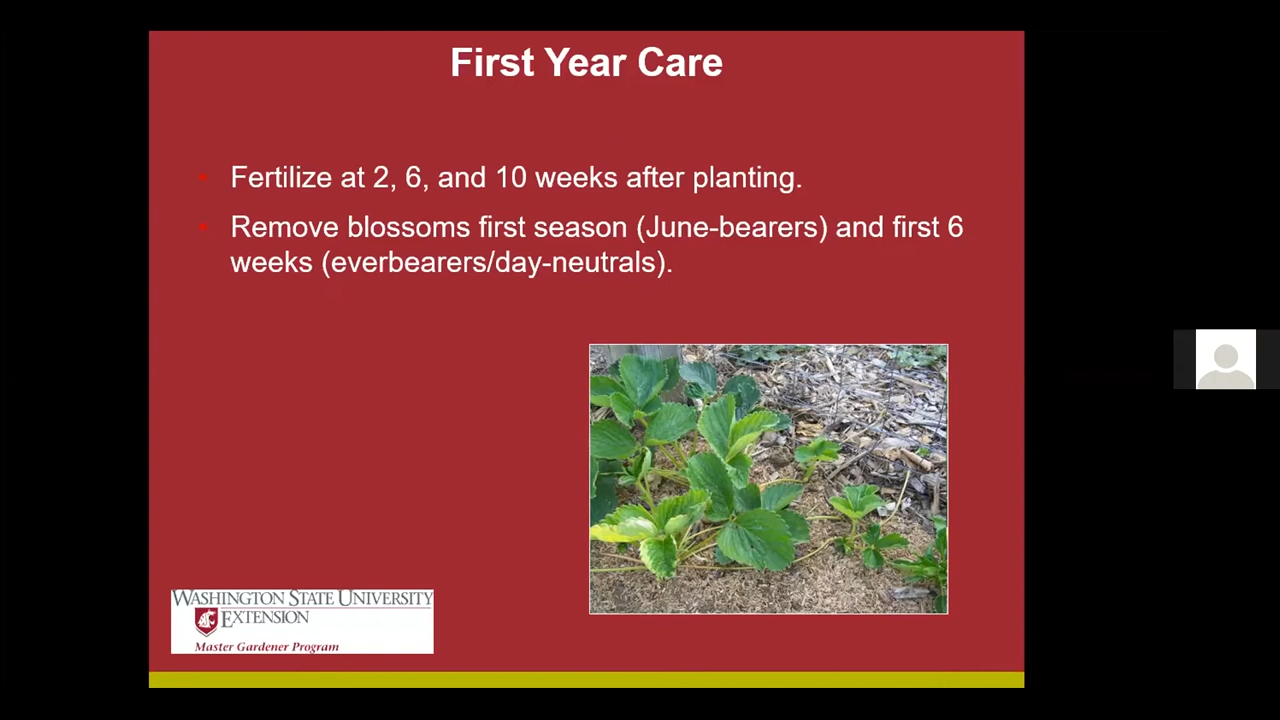 First Year Care
Fertilize at 2, 6, and 10 weeks after planting.
Remove blossoms first season (June-bearers) and first 6
weeks (everbearers/day-neutrals).
WASHINGTON STATE UNIVERSITY
EXTENSION
Master Gardener Program